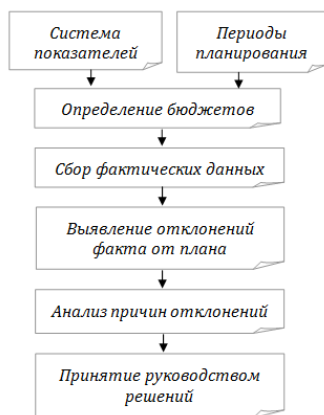 Система
показателей
Периоды
планирования
Определение бюджетов
Сбор фактических данных
Выявление отклонений
факта от плана
Анализ причин отклонений
Принятие руководством
решений